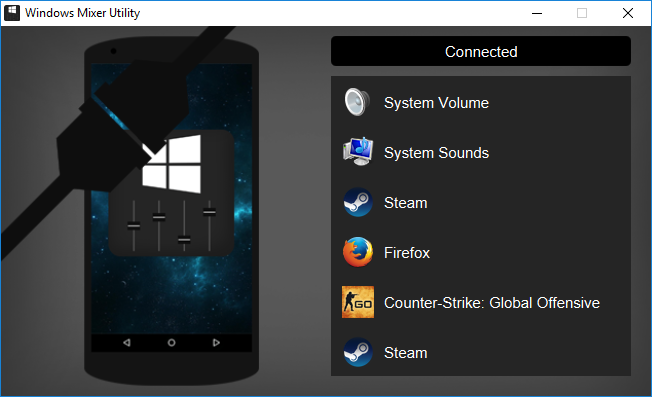 Windows Mixer Utility
Connected
System Volume
System Sounds
Steam
Firefox
GO
Counter-Strike: Global Offensive
Steam